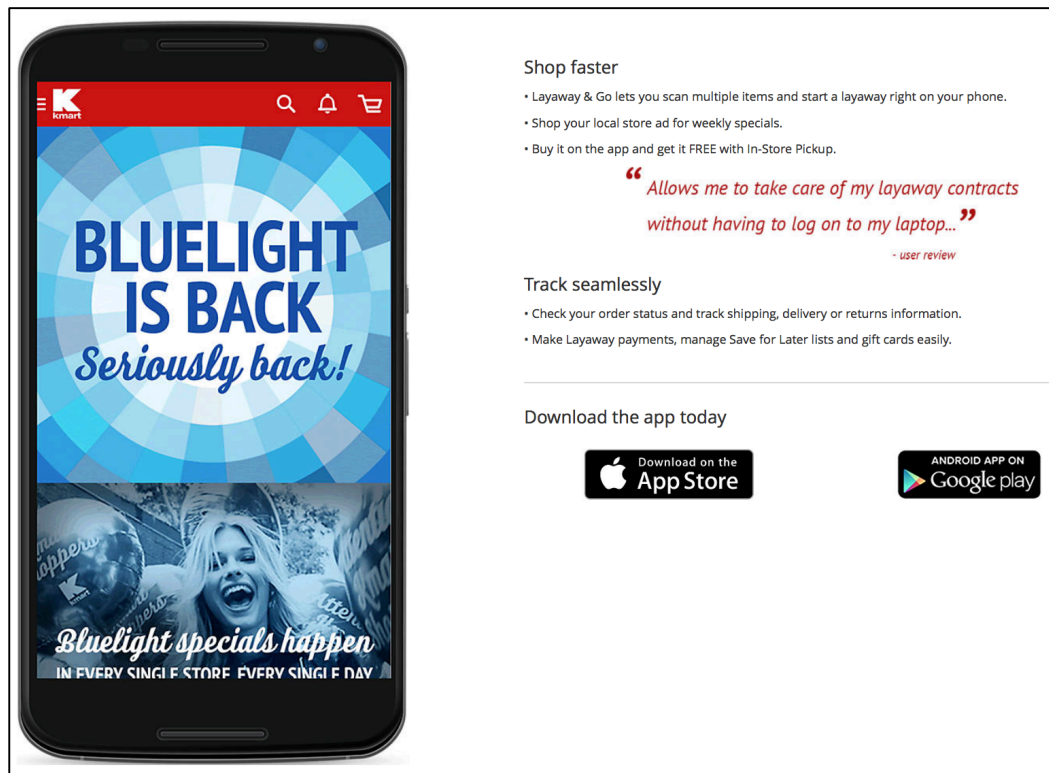 kmart
BLUELIGHT
IS BACK
Seriously back!
kmart
Bluelight specials happen
IN EVERY SINGLE STORE, EVERY SINGLE DAY
Shop faster
• Layaway & Go lets you scan multiple items and start a layaway right on your phone.
• Shop your local store ad for weekly specials.
• Buy it on the app and get it FREE with In-Store Pickup.
“ Allows me to take care of my layaway contracts
without having to log on to my laptop... ”
- user review
Track seamlessly
• Check your order status and track shipping, delivery or returns information.
• Make Layaway payments, manage Save for Later lists and gift cards easily.
Download the app today
Download on the
App Store
ANDROID APP ON
Google play